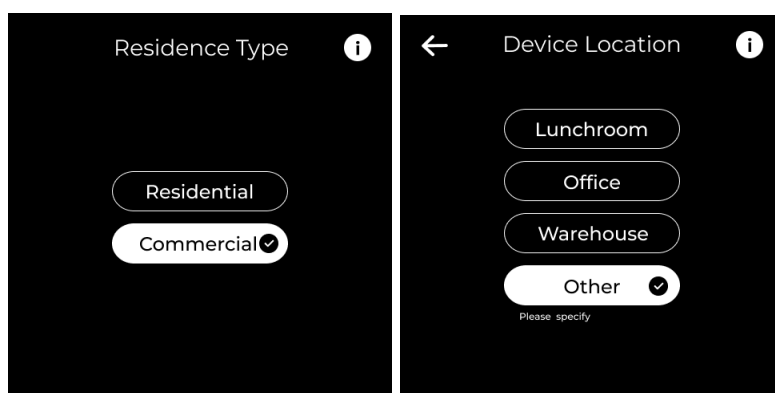 Residence Type
i
Residential
Commercial
Device Location
i
Lunchroom
Office
Warehouse
Other
Please specify